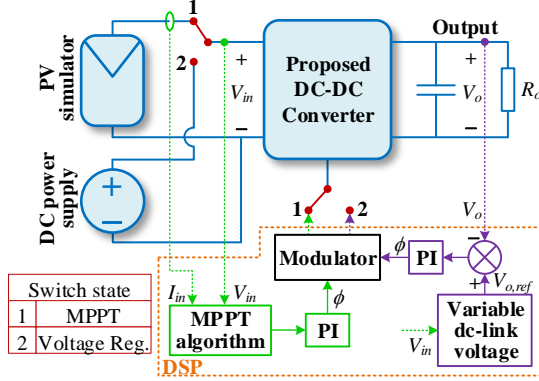 PV
simulator
1
2
+
V_in
−
Proposed
DC-DC
Converter
Output
+
V_o
−
R_o
DC power
supply
+
−
1
2
V_o
Modulator
ϕ
PI
−
+
V_o,ref
Switch state
1 MPPT
2 Voltage Reg.
I_in
V_in
MPPT
algorithm
ϕ
PI
V_in
Variable
dc-link
voltage
DSP